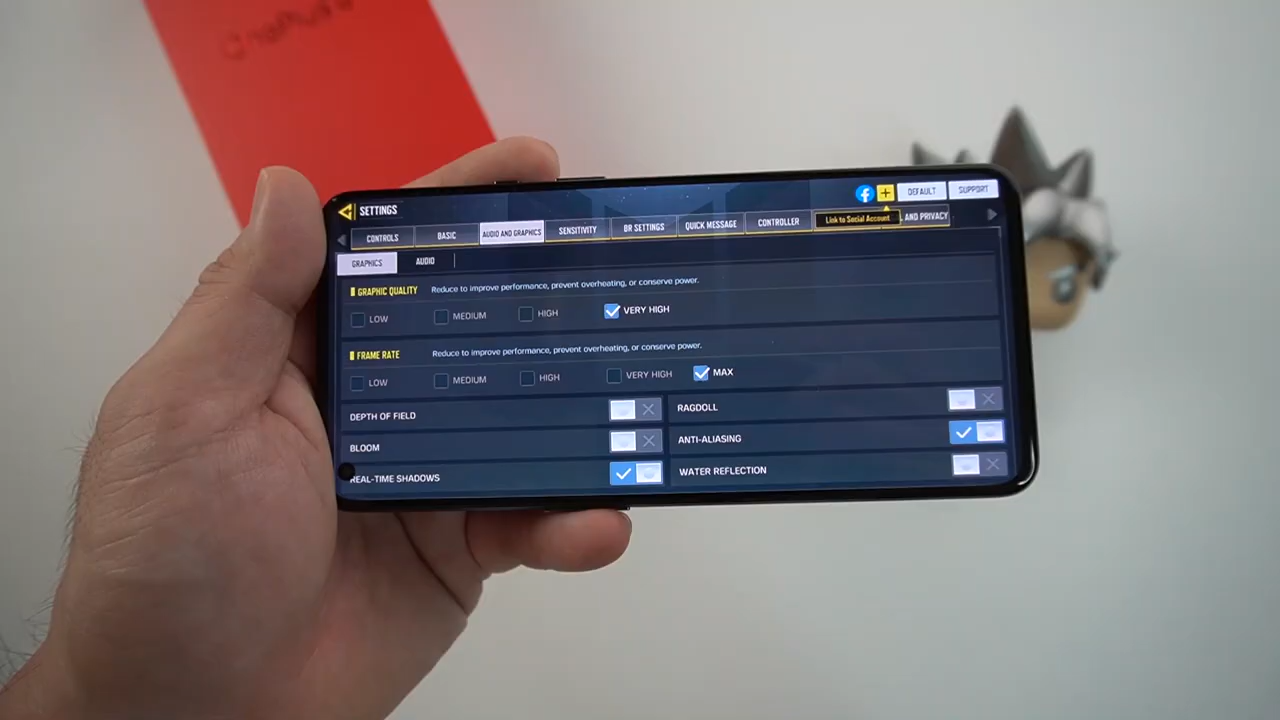 SETTINGS
DEFAULT
SUPPORT
CONTROLS
BASIC
AUDIO AND GRAPHICS
SENSITIVITY
BR SETTINGS
QUICK MESSAGE
CONTROLLER
Link to Social Account
AND PRIVACY
GRAPHICS
AUDIO
GRAPHIC QUALITY Reduce to improve performance, prevent overheating, or conserve power.
LOW MEDIUM HIGH VERY HIGH
FRAME RATE Reduce to improve performance, prevent overheating, or conserve power.
LOW MEDIUM HIGH VERY HIGH MAX
DEPTH OF FIELD
RAGDOLL
BLOOM
ANTI-ALIASING
REAL-TIME SHADOWS
WATER REFLECTION